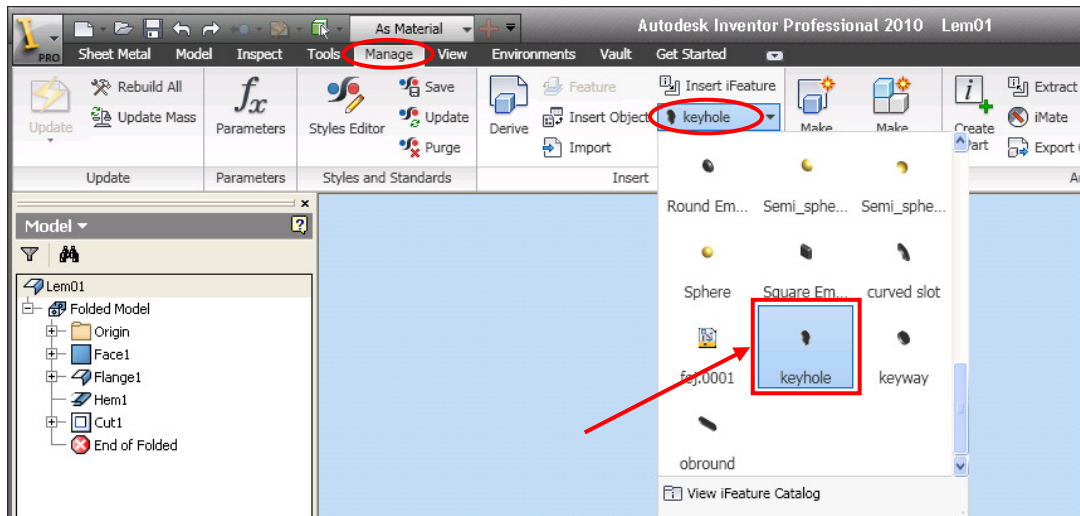 As Material
Autodesk Inventor Professional 2010 Lem01
PRO
Sheet Metal Model Inspect Tools Manage View Environments Vault Get Started
Update
Rebuild All
Update Mass
Update
fx
Parameters
Parameters
Styles Editor
Save
Update
Purge
Styles and Standards
Derive
Feature
Insert Object
Import
Insert iFeature
keyhole
Insert
Make
Make
Create
Part
Extract
iMate
Export
Round Em... Semi_sphe... Semi_sphe...
Sphere Square Em... curved slot
fej.0001 keyhole keyway
obround
View iFeature Catalog
Model
Lem01
Folded Model
Origin
Face1
Flange1
Hem1
Cut1
End of Folded